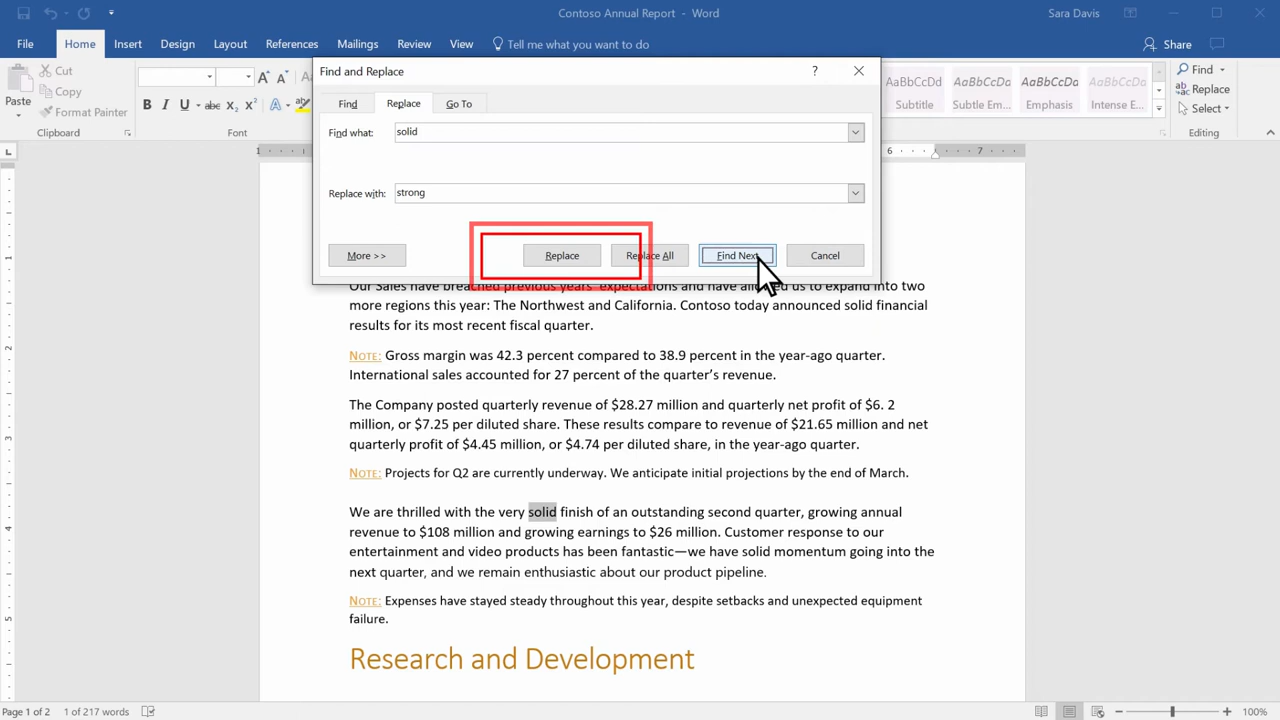 Contoso Annual Report - Word
Sara Davis
File Home Insert Design Layout References Mailings Review View Tell me what you want to do Share
Paste
Cut
Copy
Format Painter
Clipboard
B I U abc X2 X2 A
Font
AaBbCcDd AaBbCcDd AaBbCcDd AaBbCcDd
Subtitle Subtle Em... Emphasis Intense E...
Find
Replace
Select
Editing
Find and Replace ?
Find Replace Go To
Find what: solid
Replace with: strong
More >> Replace Replace All Find Next Cancel
1 6 7
1
2
3
4
5
Our Sales have breached previous years' expectations and have allowed us to expand into two
more regions this year: The Northwest and California. Contoso today announced solid financial
results for its most recent fiscal quarter.
NOTE: Gross margin was 42.3 percent compared to 38.9 percent in the year-ago quarter.
International sales accounted for 27 percent of the quarter's revenue.
The Company posted quarterly revenue of $28.27 million and quarterly net profit of $6. 2
million, or $7.25 per diluted share. These results compare to revenue of $21.65 million and net
quarterly profit of $4.45 million, or $4.74 per diluted share, in the year-ago quarter.
NOTE: Projects for Q2 are currently underway. We anticipate initial projections by the end of March.
We are thrilled with the very solid finish of an outstanding second quarter, growing annual
revenue to $108 million and growing earnings to $26 million. Customer response to our
entertainment and video products has been fantastic—we have solid momentum going into the
next quarter, and we remain enthusiastic about our product pipeline.
NOTE: Expenses have stayed steady throughout this year, despite setbacks and unexpected equipment
failure.
Research and Development
Page 1 of 2 1 of 217 words 100%